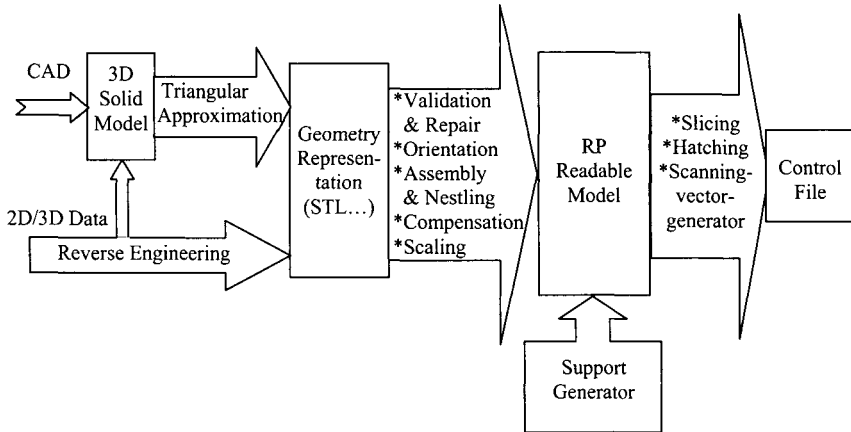 CAD
3D
Solid
Model
Triangular
Approximation
2D/3D Data
Reverse Engineering
Geometry
Represen-
tation
(STL...)
*Validation
& Repair
*Orientation
*Assembly
& Nestling
*Compensation
*Scaling
RP
Readable
Model
Support
Generator
*Slicing
*Hatching
*Scanning-
vector-
generator
Control
File